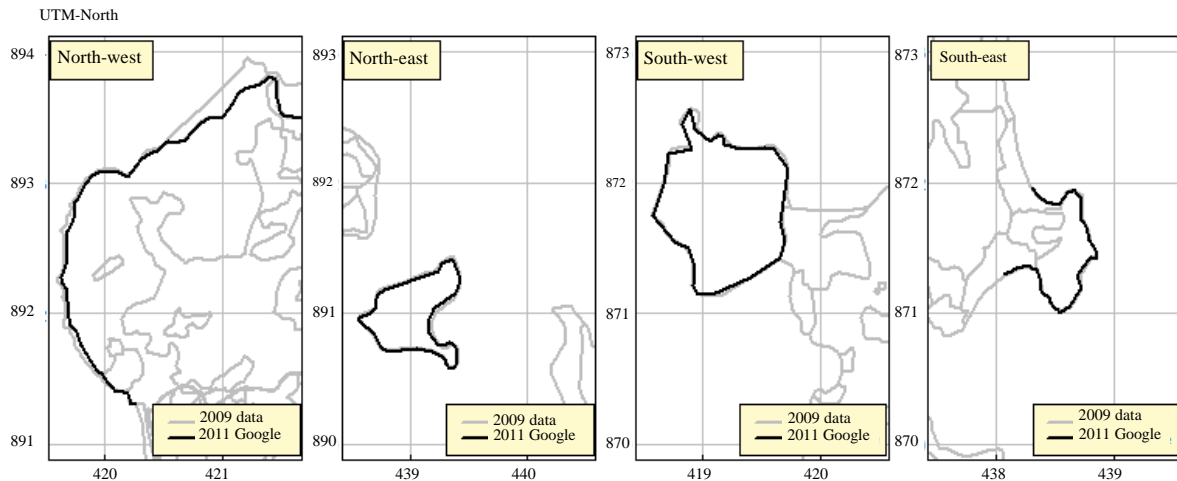 UTM-North
North-west
894
893
892
891
420
421
2009 data
2011 Google
North-east
893
892
891
890
439
440
2009 data
2011 Google
South-west
873
872
871
870
419
420
2009 data
2011 Google
South-east
873
872
871
870
438
439
2009 data
2011 Google